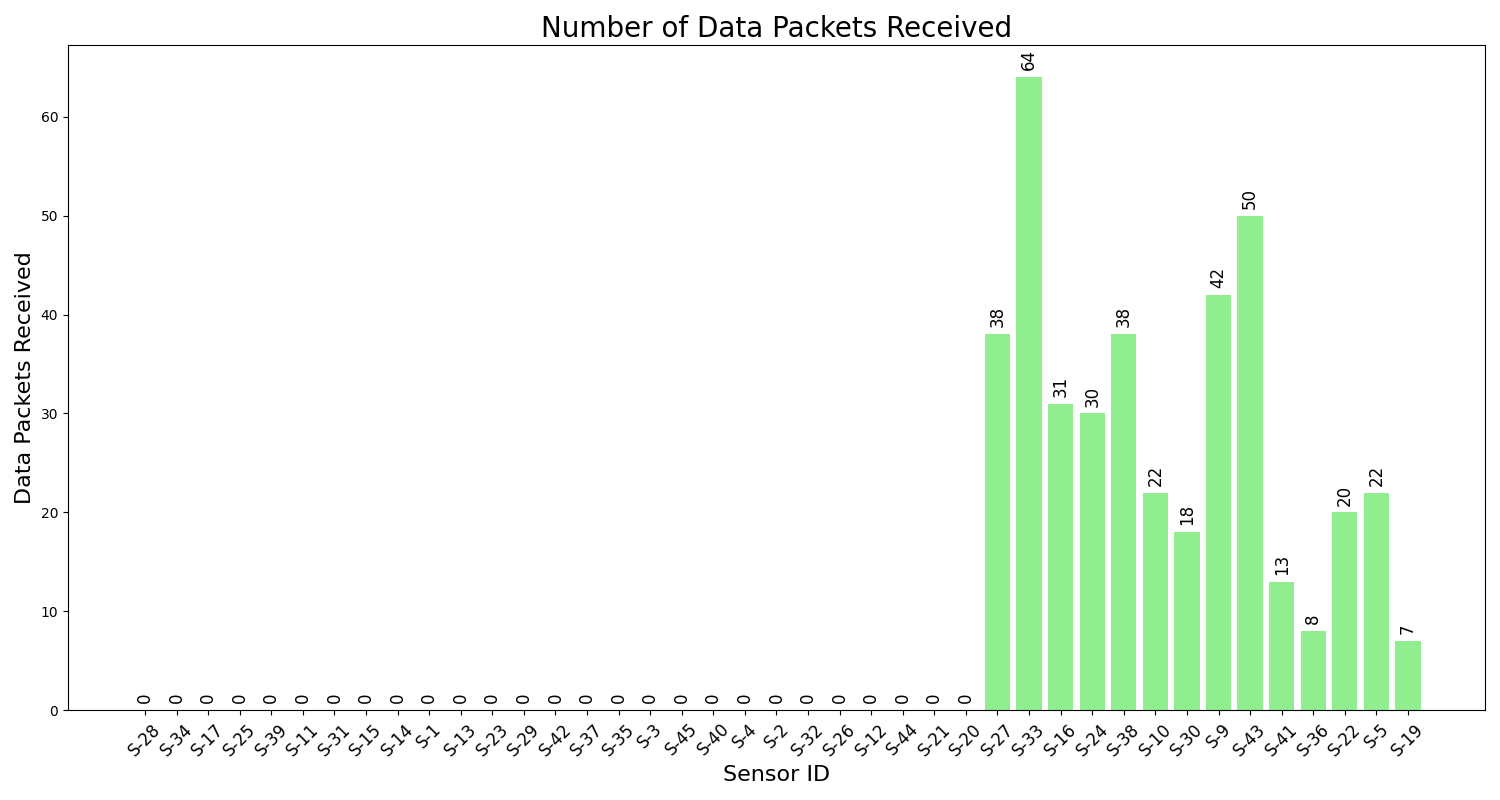 Number of Data Packets Received
Data Packets Received
60
50
40
30
20
10
0
0 0 0 0 0 0 0 0 0 0 0 0 0 0 0 0 0 0 0 0 0 0 0 0 0 0 0 38 64 31 30 38 22 18 42 50 13 8 20 22 7
S-28 S-34 S-17 S-25 S-39 S-11 S-31 S-15 S-14 S-1 S-13 S-23 S-29 S-42 S-37 S-35 S-3 S-45 S-40 S-4 S-2 S-32 S-26 S-12 S-44 S-21 S-20 S-27 S-33 S-16 S-24 S-38 S-10 S-30 S-9 S-43 S-41 S-36 S-22 S-5 S-19
Sensor ID